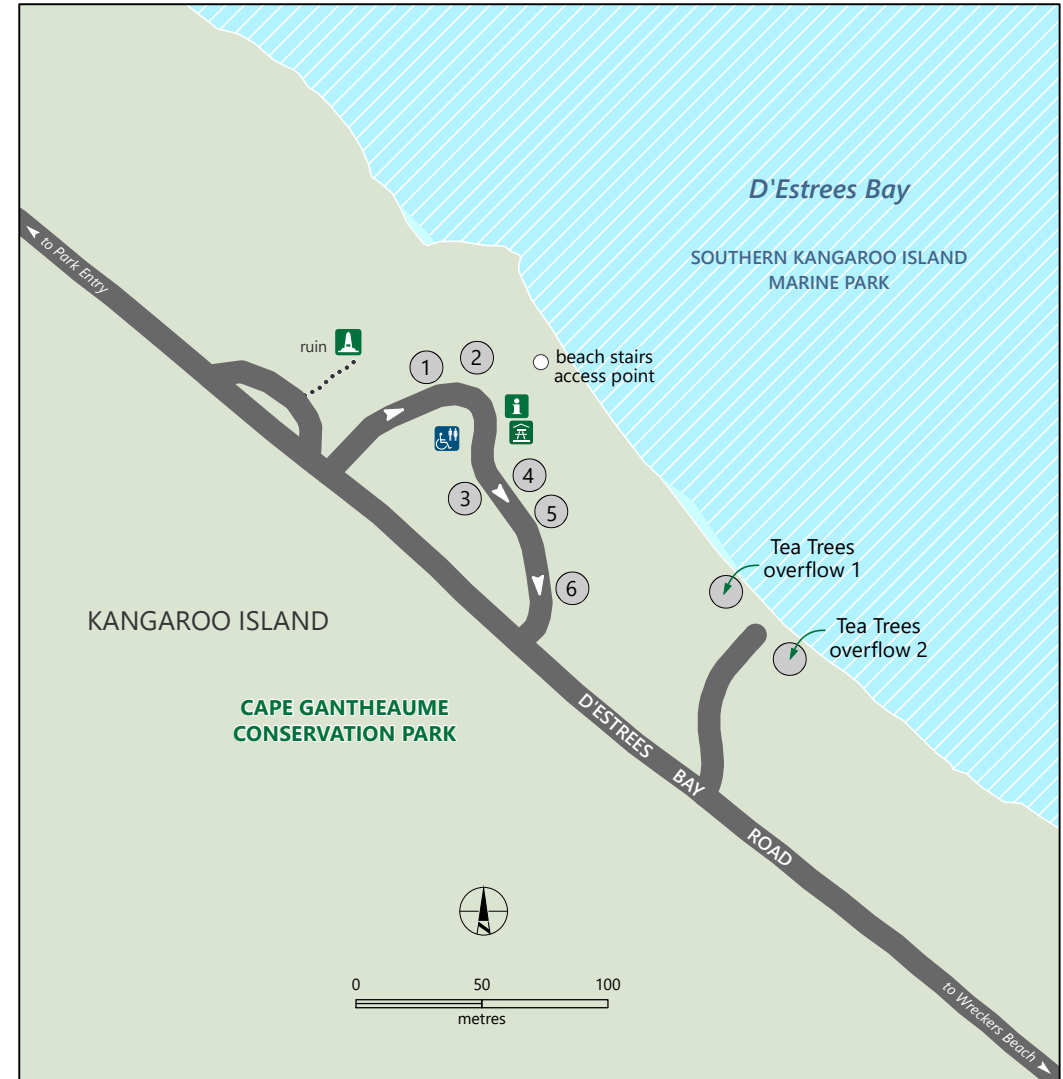 D'Estrees Bay
SOUTHERN KANGAROO ISLAND
MARINE PARK
to Park Entry
ruin
1
2
beach stairs
access point
3
4
5
6
Tea Trees
overflow 1
Tea Trees
overflow 2
KANGAROO ISLAND
CAPE GANTHEAUME
CONSERVATION PARK
D'ESTREES BAY ROAD
to Wreckers Beach
N
0 50 100
metres